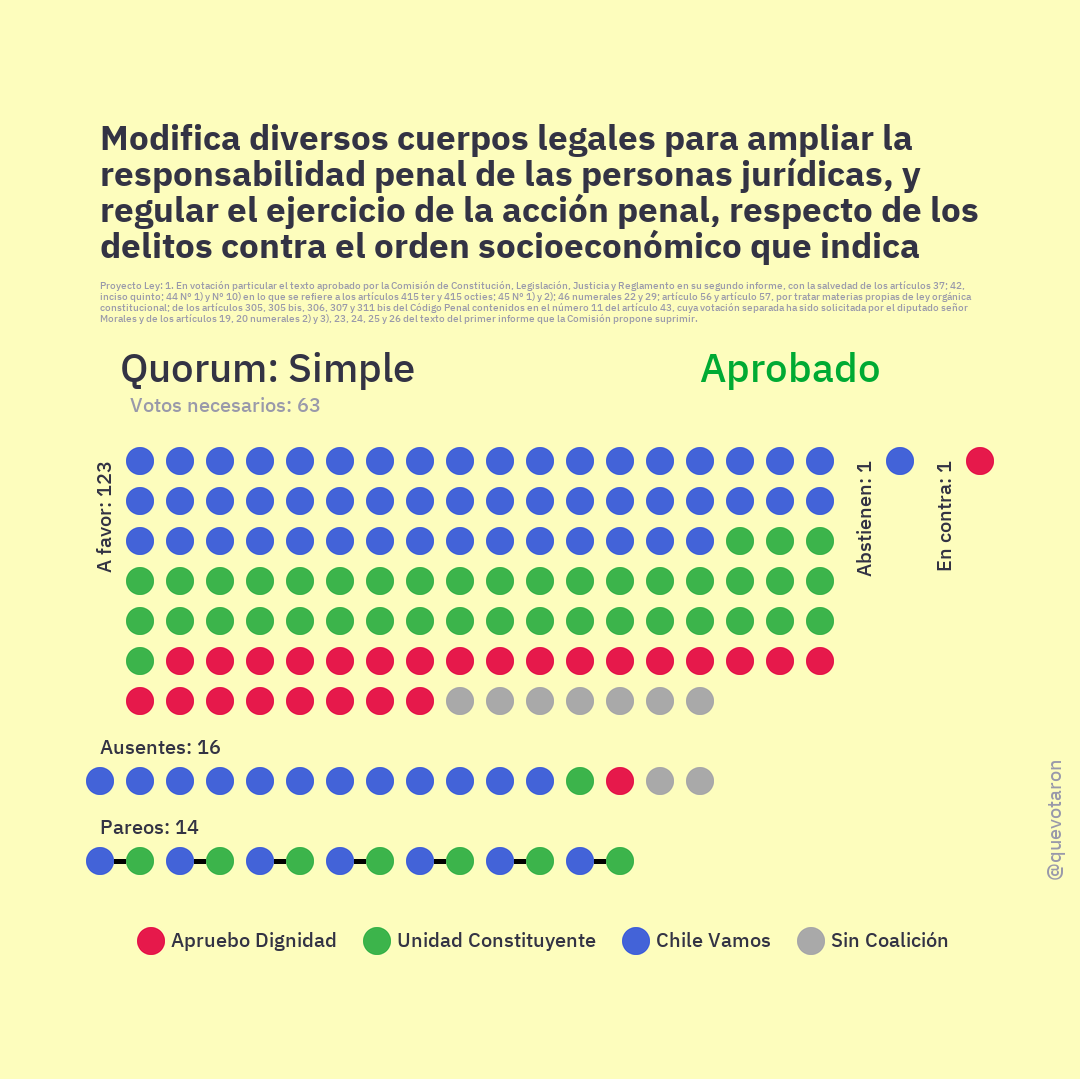 Modifica diversos cuerpos legales para ampliar la
responsabilidad penal de las personas jurídicas, y
regular el ejercicio de la acción penal, respecto de los
delitos contra el orden socioeconómico que indica
Proyecto Ley: 1. En votación particular el texto aprobado por la Comisión de Constitución, Legislación, Justicia y Reglamento en su segundo informe, con la salvedad de los artículos 37; 42,
inciso quinto; 44 N° 1) y N° 10) en lo que se refiere a los artículos 415 ter y 415 octies; 45 N° 1) y 2); 46 numerales 22 y 29; artículo 56 y artículo 57, por tratar materias propias de ley orgánica
constitucional; de los artículos 305, 305 bis, 306, 307 y 311 bis del Código Penal contenidos en el número 11 del artículo 43, cuya votación separada ha sido solicitada por el diputado señor
Morales y de los artículos 19, 20 numerales 2) y 3), 23, 24, 25 y 26 del texto del primer informe que la Comisión propone suprimir.
Quorum: Simple
Aprobado
Votos necesarios: 63
A favor: 123
Abstienen: 1
En contra: 1
Ausentes: 16
Pareos: 14
@quevotaron
Apruebo Dignidad
Unidad Constituyente
Chile Vamos
Sin Coalición